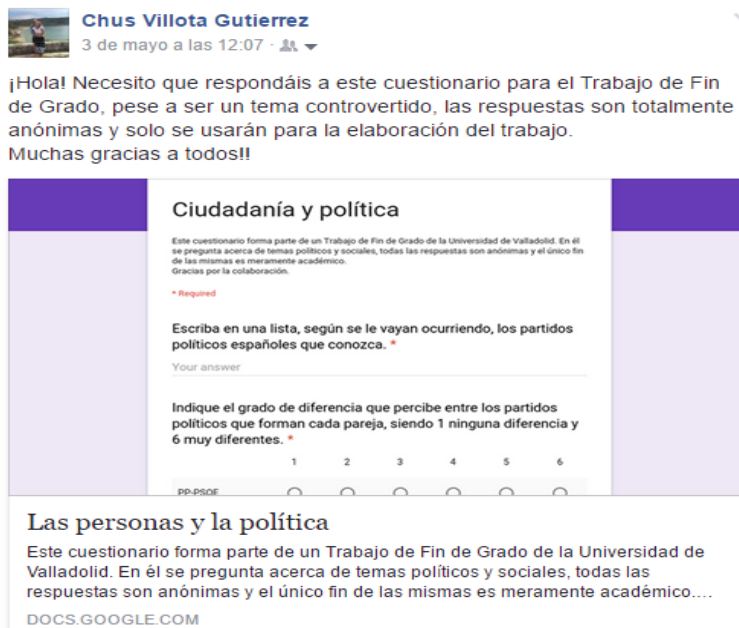 Chus Villota Gutierrez
3 de mayo a las 12:07 ·
¡Hola! Necesito que respondáis a este cuestionario para el Trabajo de Fin
de Grado, pese a ser un tema controvertido, las respuestas son totalmente
anónimas y solo se usarán para la elaboración del trabajo.
Muchas gracias a todos!!
Ciudadanía y política
Este cuestionario forma parte de un Trabajo de Fin de Grado de la Universidad de Valladolid. En él
se pregunta acerca de temas políticos y sociales, todas las respuestas son anónimas y el único fin
de las mismas es meramente académico.
Gracias por la colaboración.
* Required
Escriba en una lista, según se le vayan ocurriendo, los partidos
políticos españoles que conozca. *
Your answer
Indique el grado de diferencia que percibe entre los partidos
políticos que forman cada pareja, siendo 1 ninguna diferencia y
6 muy diferentes. *
1 2 3 4 5 6
PP-PSOE
Las personas y la política
Este cuestionario forma parte de un Trabajo de Fin de Grado de la Universidad de
Valladolid. En él se pregunta acerca de temas políticos y sociales, todas las
respuestas son anónimas y el único fin de las mismas es meramente académico....
DOCS.GOOGLE.COM